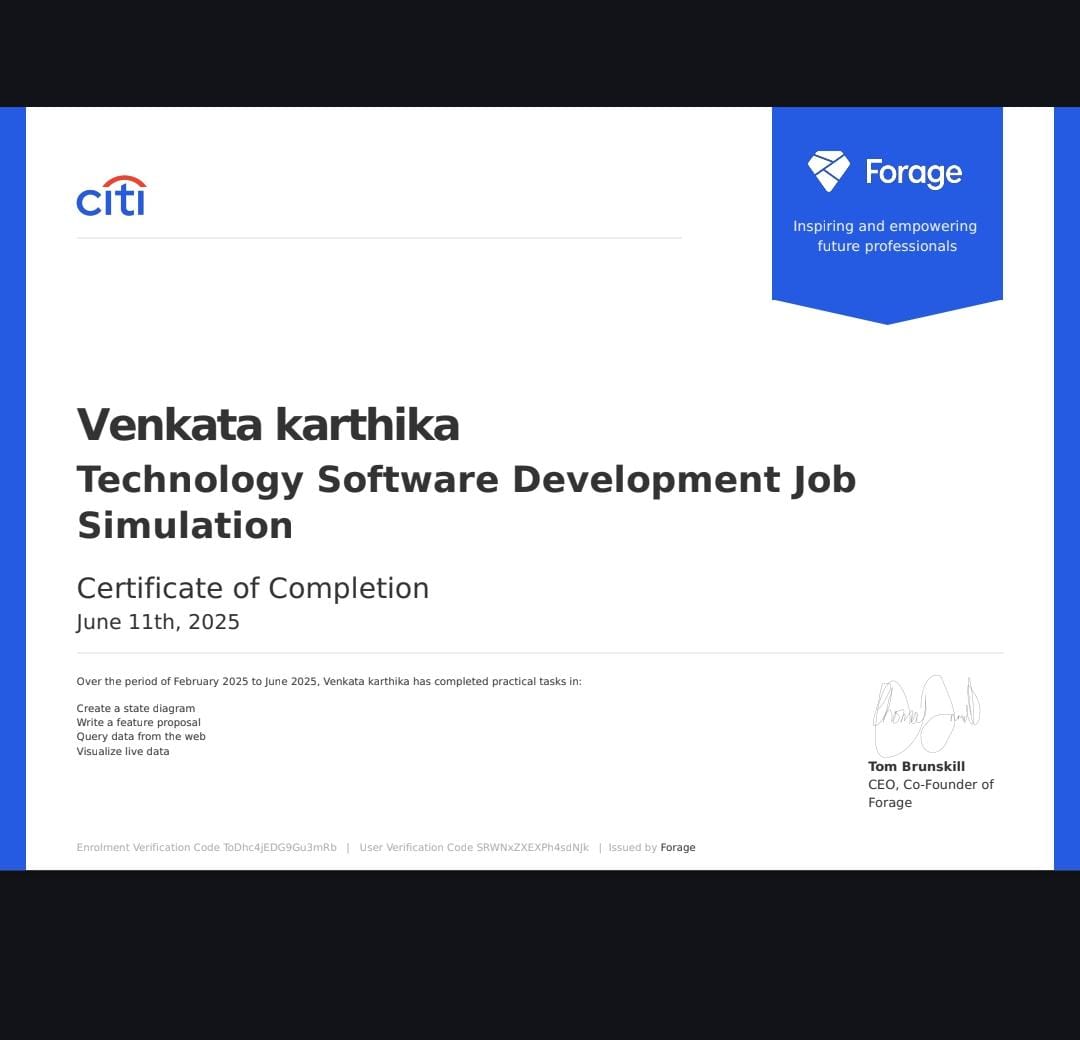 citi
Forage
Inspiring and empowering
future professionals
Venkata karthika
Technology Software Development Job
Simulation
Certificate of Completion
June 11th, 2025
Over the period of February 2025 to June 2025, Venkata karthika has completed practical tasks in:
Create a state diagram
Write a feature proposal
Query data from the web
Visualize live data
Tom Brunskill
CEO, Co-Founder of
Forage
Enrolment Verification Code ToDhc4jEDG9Gu3mRb | User Verification Code SRWNxZXEXPh4sdNJk | Issued by Forage